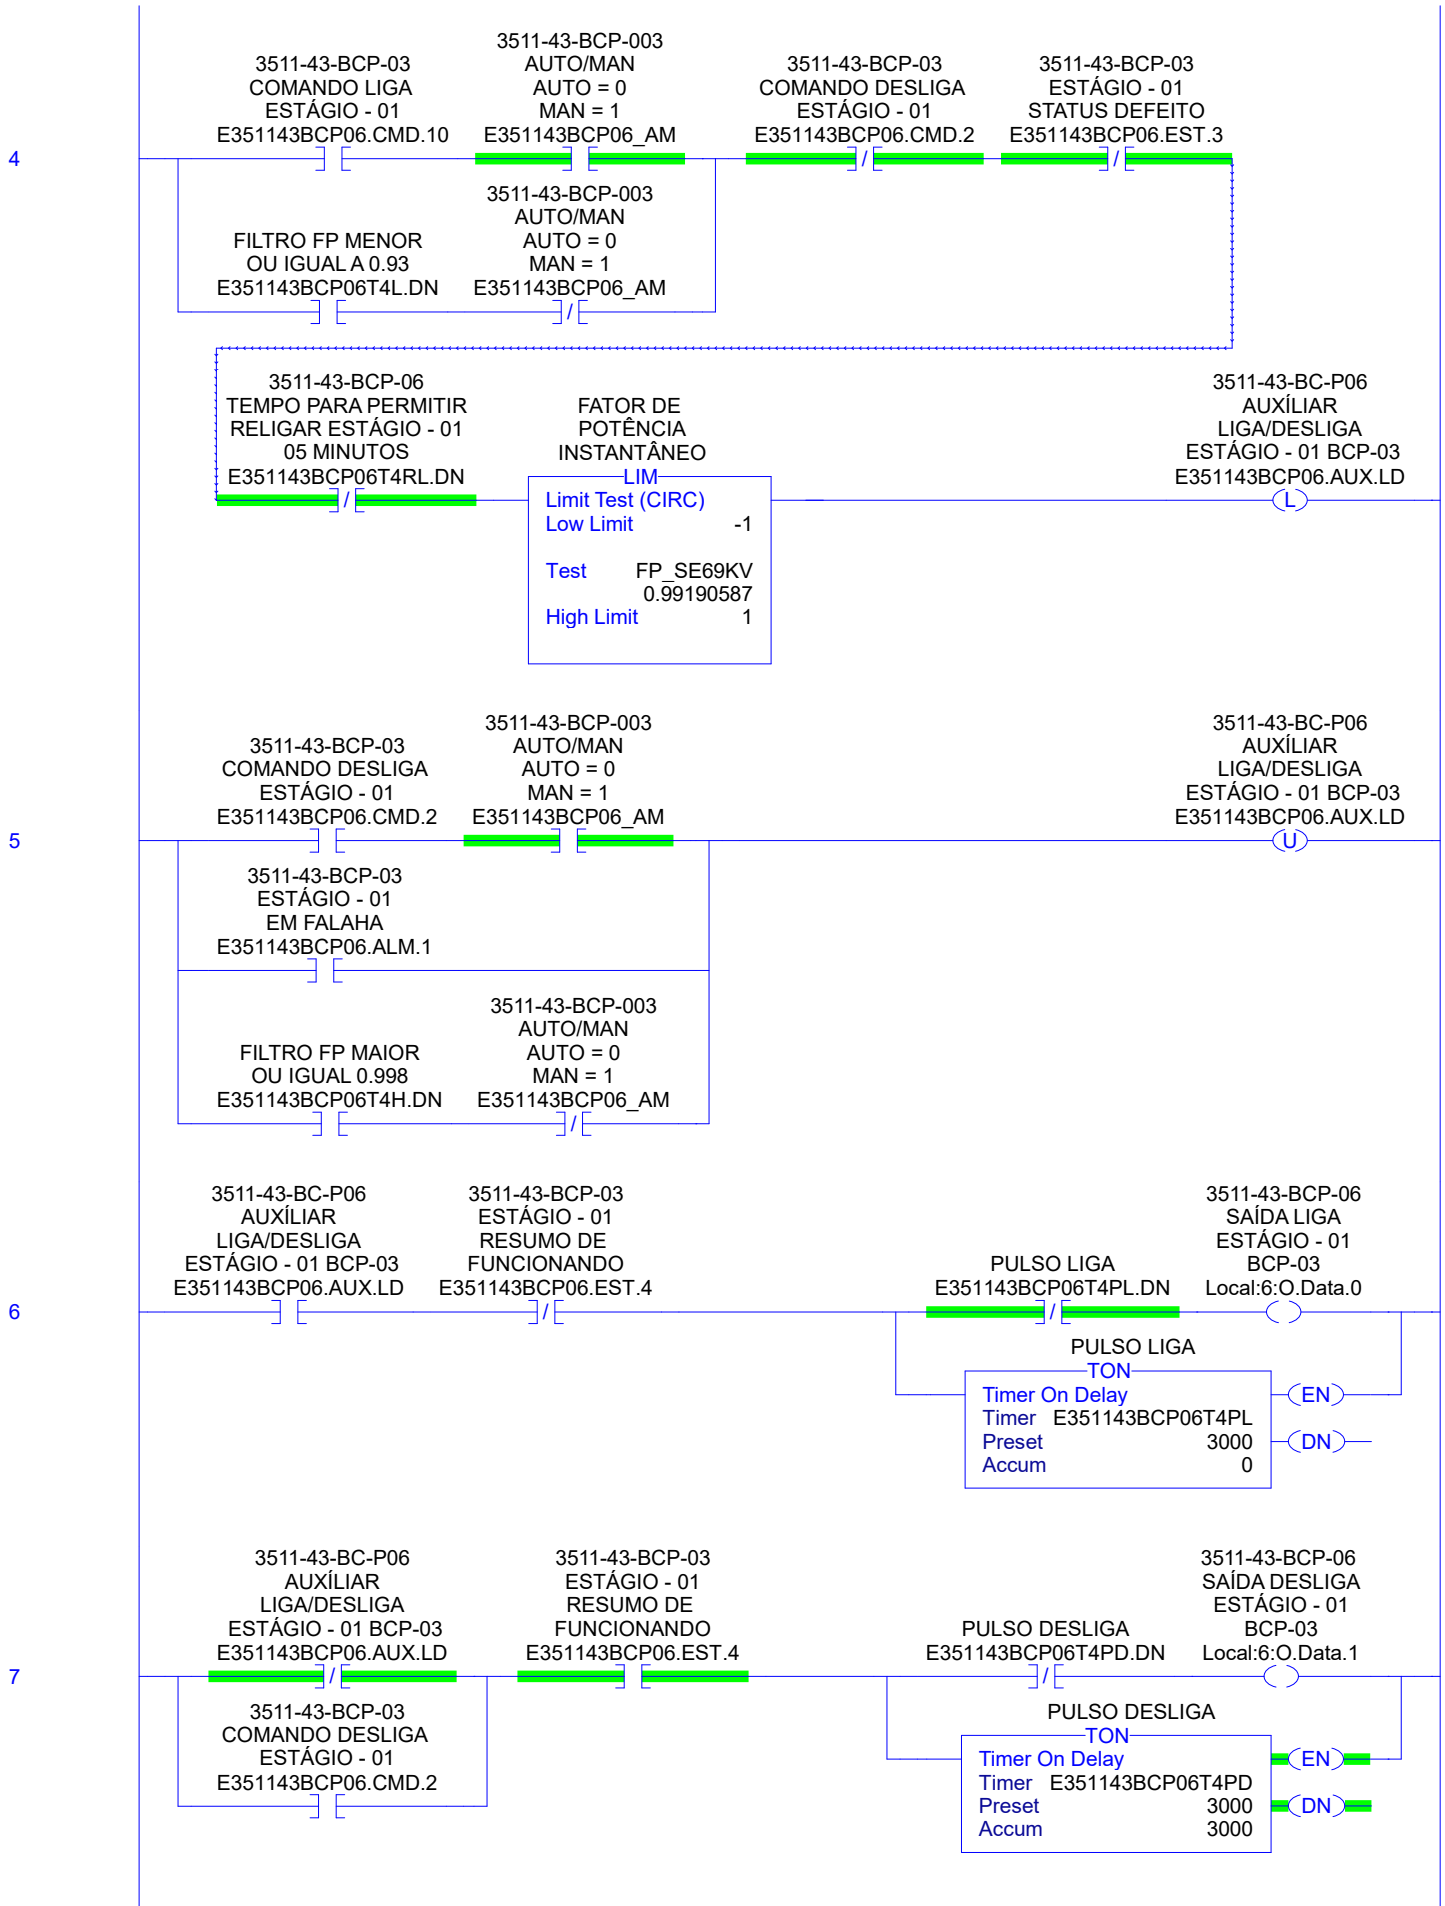 4
3511-43-BCP-03
COMANDO LIGA
ESTÁGIO - 01
E351143BCP06.CMD.10
3511-43-BCP-003
AUTO/MAN
AUTO = 0
MAN = 1
E351143BCP06_AM
3511-43-BCP-03
COMANDO DESLIGA
ESTÁGIO - 01
E351143BCP06.CMD.2
/
3511-43-BCP-03
ESTÁGIO - 01
STATUS DEFEITO
E351143BCP06.EST.3
/
FILTRO FP MENOR
OU IGUAL A 0.93
E351143BCP06T4L.DN
3511-43-BCP-003
AUTO/MAN
AUTO = 0
MAN = 1
E351143BCP06_AM
/
3511-43-BCP-06
TEMPO PARA PERMITIR
RELIGAR ESTÁGIO - 01
05 MINUTOS
E351143BCP06T4RL.DN
/
FATOR DE
POTÊNCIA
INSTANTÂNEO
LIM
Limit Test (CIRC)
Low Limit -1
Test FP_SE69KV
0.99190587
High Limit 1
3511-43-BC-P06
AUXÍLIAR
LIGA/DESLIGA
ESTÁGIO - 01 BCP-03
E351143BCP06.AUX.LD
L
5
3511-43-BCP-03
COMANDO DESLIGA
ESTÁGIO - 01
E351143BCP06.CMD.2
3511-43-BCP-003
AUTO/MAN
AUTO = 0
MAN = 1
E351143BCP06_AM
3511-43-BC-P06
AUXÍLIAR
LIGA/DESLIGA
ESTÁGIO - 01 BCP-03
E351143BCP06.AUX.LD
U
3511-43-BCP-03
ESTÁGIO - 01
EM FALAHA
E351143BCP06.ALM.1
FILTRO FP MAIOR
OU IGUAL 0.998
E351143BCP06T4H.DN
3511-43-BCP-003
AUTO/MAN
AUTO = 0
MAN = 1
E351143BCP06_AM
/
6
3511-43-BC-P06
AUXÍLIAR
LIGA/DESLIGA
ESTÁGIO - 01 BCP-03
E351143BCP06.AUX.LD
3511-43-BCP-03
ESTÁGIO - 01
RESUMO DE
FUNCIONANDO
E351143BCP06.EST.4
/
PULSO LIGA
E351143BCP06T4PL.DN
/
3511-43-BCP-06
SAÍDA LIGA
ESTÁGIO - 01
BCP-03
Local:6:O.Data.0
PULSO LIGA
TON
Timer On Delay
Timer E351143BCP06T4PL
Preset 3000
Accum 0
EN
DN
7
3511-43-BC-P06
AUXÍLIAR
LIGA/DESLIGA
ESTÁGIO - 01 BCP-03
E351143BCP06.AUX.LD
/
3511-43-BCP-03
ESTÁGIO - 01
RESUMO DE
FUNCIONANDO
E351143BCP06.EST.4
PULSO DESLIGA
E351143BCP06T4PD.DN
/
3511-43-BCP-06
SAÍDA DESLIGA
ESTÁGIO - 01
BCP-03
Local:6:O.Data.1
3511-43-BCP-03
COMANDO DESLIGA
ESTÁGIO - 01
E351143BCP06.CMD.2
PULSO DESLIGA
TON
Timer On Delay
Timer E351143BCP06T4PD
Preset 3000
Accum 3000
EN
DN